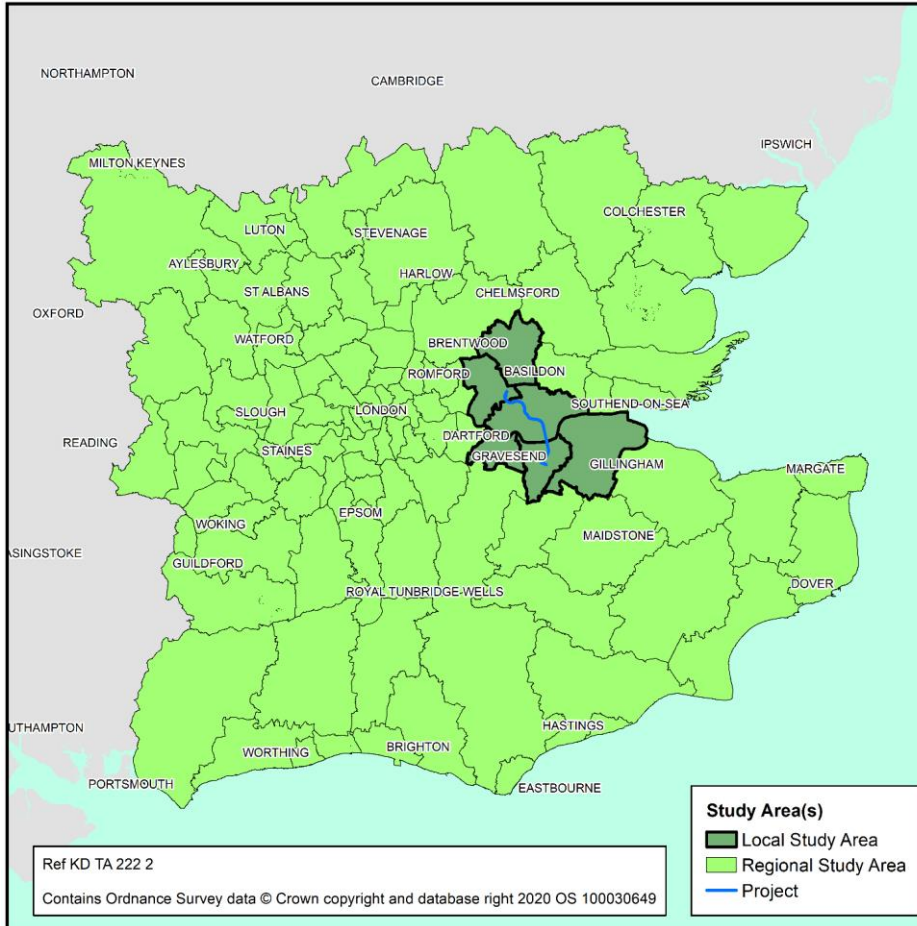 NORTHAMPTON
CAMBRIDGE
IPSWICH
MILTON KEYNES
COLCHESTER
LUTON
STEVENAGE
AYLESBURY
HARLOW
ST ALBANS
CHELMSFORD
OXFORD
WATFORD
BRENTWOOD
ROMFORD
BASILDON
SLOUGH
LONDON
SOUTHEND-ON-SEA
READING
STAINES
DARTFORD
GRAVESEND
GILLINGHAM
MARGATE
WOKING
EPSOM
MAIDSTONE
ASINGSTOKE
GUILDFORD
ROYAL TUNBRIDGE WELLS
DOVER
UTHAMPTON
HASTINGS
WORTHING
BRIGHTON
PORTSMOUTH
EASTBOURNE
Study Area(s)
Local Study Area
Regional Study Area
Project
Ref KD TA 222 2
Contains Ordnance Survey data © Crown copyright and database right 2020 OS 100030649